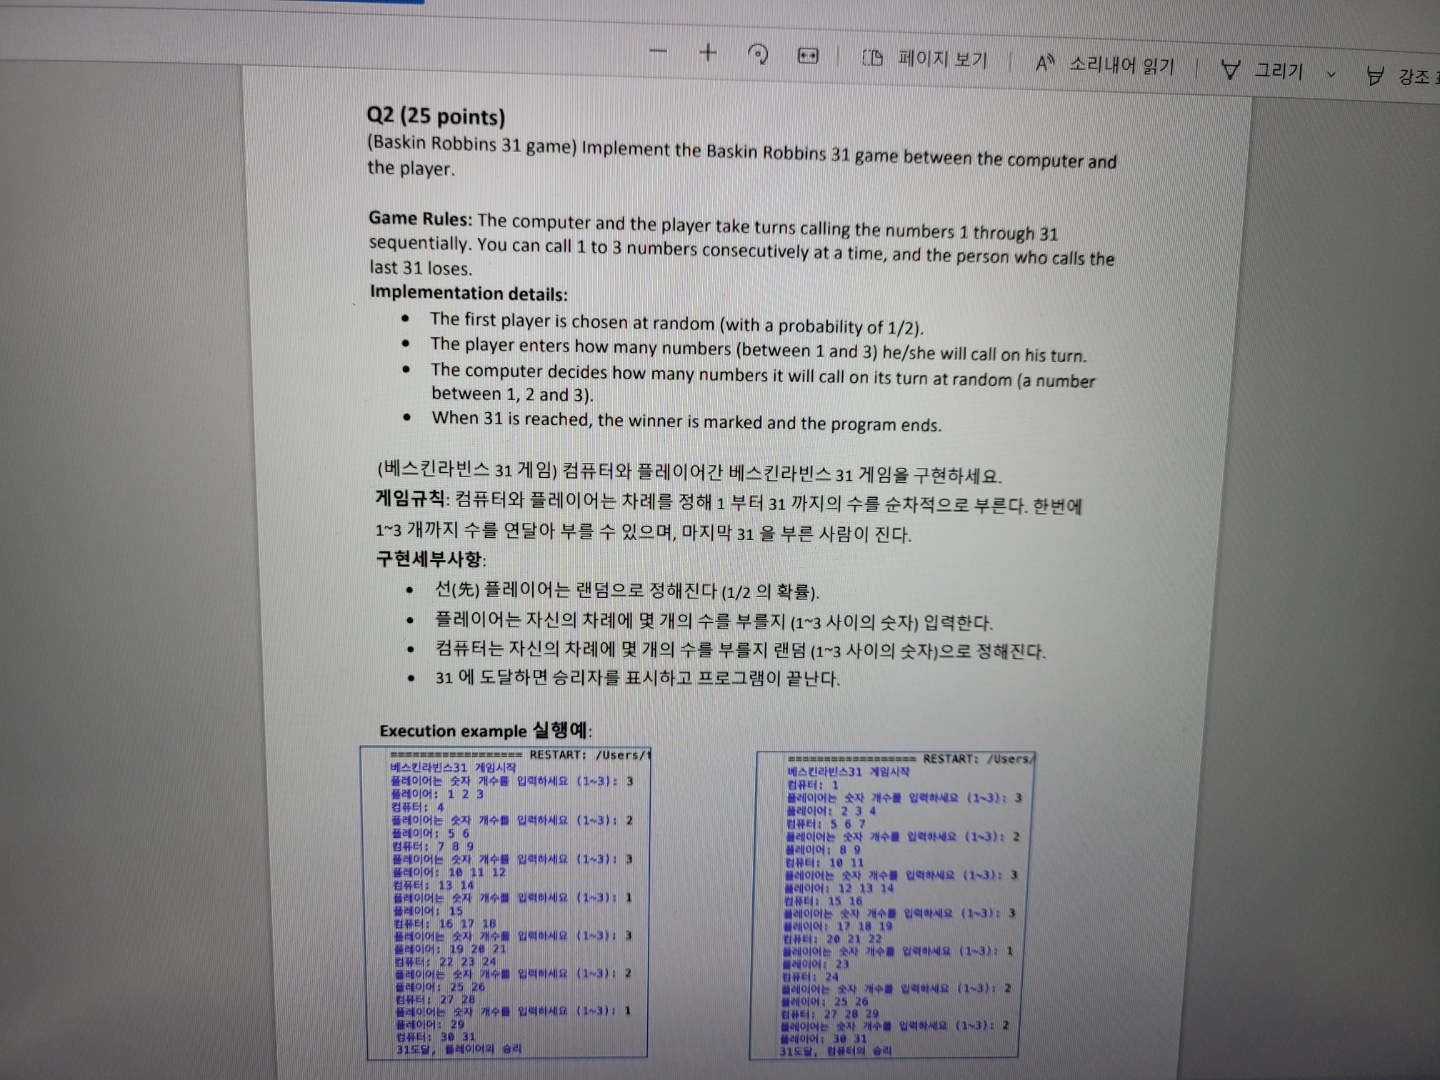 페이지 보기
소리내어 읽기
그리기
강조
Q2 (25 points)
(Baskin Robbins 31 game) Implement the Baskin Robbins 31 game between the computer and
the player.
Game Rules: The computer and the player take turns calling the numbers 1 through 31
sequentially. You can call 1 to 3 numbers consecutively at a time, and the person who calls the
last 31 loses.
Implementation details:
• The first player is chosen at random (with a probability of 1/2).
• The player enters how many numbers (between 1 and 3) he/she will call on his turn.
• The computer decides how many numbers it will call on its turn at random (a number
between 1, 2 and 3).
• When 31 is reached, the winner is marked and the program ends.
(베스킨라빈스 31 게임) 컴퓨터와 플레이어간 베스킨라빈스 31 게임을 구현하세요.
게임규칙: 컴퓨터와 플레이어는 차례를 정해 1 부터 31 까지의 수를 순차적으로 부른다. 한번에
1~3 개까지 수를 연달아 부를 수 있으며, 마지막 31 을 부른 사람이 진다.
구현세부사항:
• 선(先) 플레이어는 랜덤으로 정해진다 (1/2 의 확률).
• 플레이어는 자신의 차례에 몇 개의 수를 부를지 (1~3 사이의 숫자) 입력한다.
• 컴퓨터는 자신의 차례에 몇 개의 수를 부를지 랜덤 (1~3 사이의 숫자)으로 정해진다.
• 31 에 도달하면 승리자를 표시하고 프로그램이 끝난다.
Execution example 실행예:
================== RESTART: /Users/
베스킨라빈스31 게임시작
플레이어는 숫자 개수를 입력하세요 (1~3): 3
플레이어: 1 2 3
컴퓨터: 4
플레이어는 숫자 개수를 입력하세요 (1~3): 2
플레이어: 5 6
컴퓨터: 7 8 9
플레이어는 숫자 개수를 입력하세요 (1~3): 3
플레이어: 10 11 12
컴퓨터: 13 14
플레이어는 숫자 개수를 입력하세요 (1~3): 1
플레이어: 15
컴퓨터: 16 17 18
플레이어는 숫자 개수를 입력하세요 (1~3): 3
플레이어: 19 20 21
컴퓨터: 22 23 24
플레이어는 숫자 개수를 입력하세요 (1~3): 2
플레이어: 25 26
컴퓨터: 27 28
플레이어는 숫자 개수를 입력하세요 (1~3): 1
플레이어: 29
컴퓨터: 30 31
31도달, 플레이어의 승리
================== RESTART: /Users/
베스킨라빈스31 게임시작
컴퓨터: 1
플레이어는 숫자 개수를 입력하세요 (1~3): 3
플레이어: 2 3 4
컴퓨터: 5 6 7
플레이어는 숫자 개수를 입력하세요 (1~3): 2
플레이어: 8 9
컴퓨터: 10 11
플레이어는 숫자 개수를 입력하세요 (1~3): 3
플레이어: 12 13 14
컴퓨터: 15 16
플레이어는 숫자 개수를 입력하세요 (1~3): 3
플레이어: 17 18 19
컴퓨터: 20 21 22
플레이어는 숫자 개수를 입력하세요 (1~3): 1
플레이어: 23
컴퓨터: 24
플레이어는 숫자 개수를 입력하세요 (1~3): 2
플레이어: 25 26
컴퓨터: 27 28 29
플레이어는 숫자 개수를 입력하세요 (1~3): 2
플레이어: 30 31
31도달, 컴퓨터의 승리